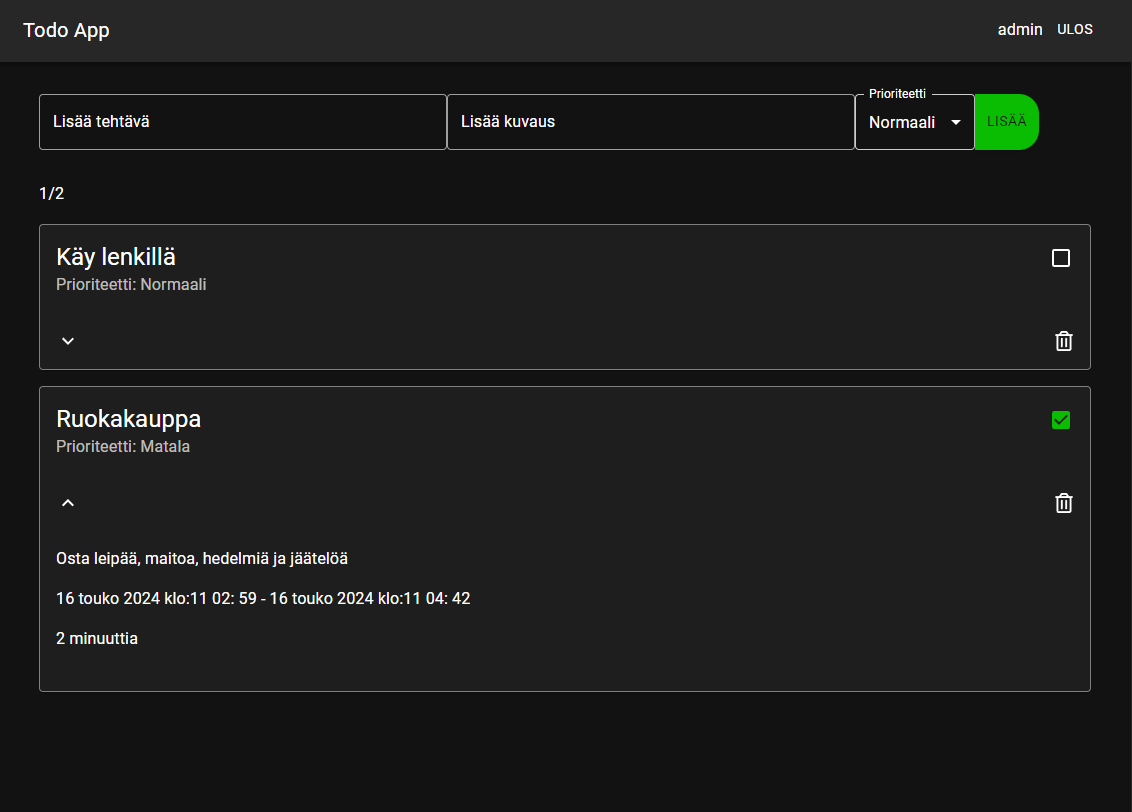 Todo App
admin ULOS
Prioriteetti
Lisää tehtävä Lisää kuvaus Normaali LISÄÄ
1/2
Käy lenkillä
Prioriteetti: Normaali
Ruokakauppa
Prioriteetti: Matala
Osta leipää, maitoa, hedelmiä ja jäätelöä
16 touko 2024 klo:11 02: 59 - 16 touko 2024 klo:11 04: 42
2 minuuttia